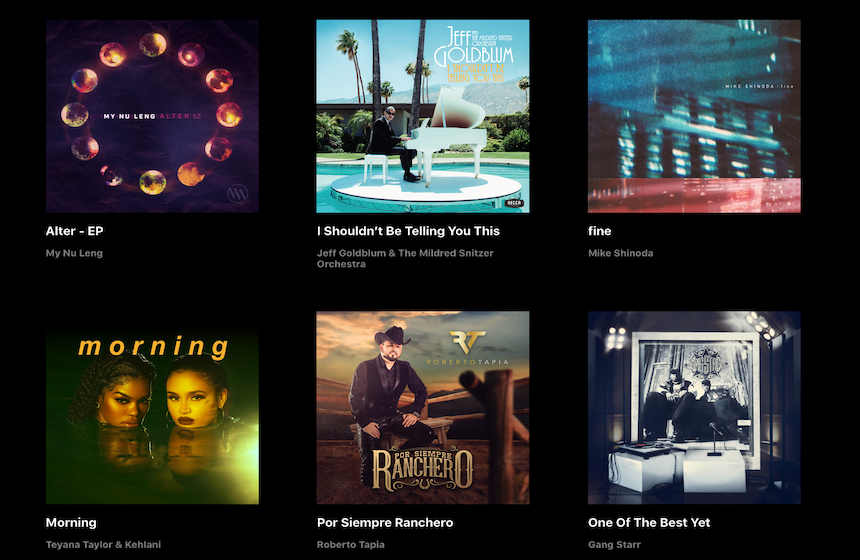 MY NU LENG ALTER EP
JEFF
AND
THE MILDRED SNITZER
ORCHESTRA
GOLDBLUM
I SHOULDN'T BE
TELLING YOU THIS
DECCA
MIKE SHINODA : fine
Alter - EP
My Nu Leng
I Shouldn't Be Telling You This
Jeff Goldblum & The Mildred Snitzer
Orchestra
fine
Mike Shinoda
morning
RT
ROBERTOTAPIA
POR SIEMPRE
RANCHERO
Morning
Teyana Taylor & Kehlani
Por Siempre Ranchero
Roberto Tapia
One Of The Best Yet
Gang Starr